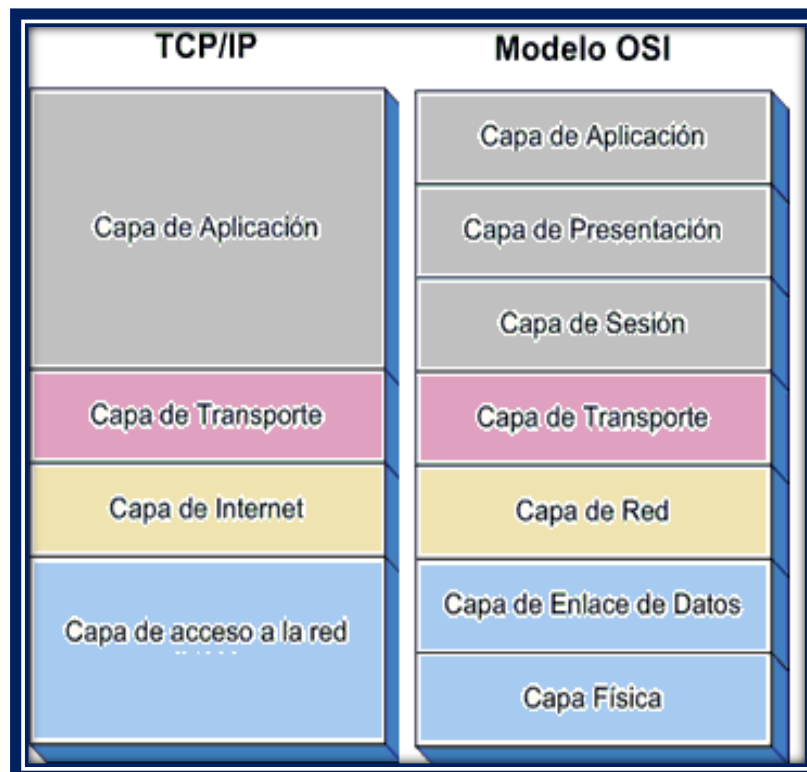 TCP/IP
Capa de Aplicación
Capa de Transporte
Capa de Internet
Capa de acceso a la red
Modelo OSI
Capa de Aplicación
Capa de Presentación
Capa de Sesión
Capa de Transporte
Capa de Red
Capa de Enlace de Datos
Capa Física